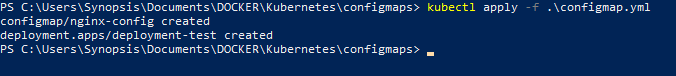 PS C:\Users\Synopsis\Documents\DOCKER\Kubernetes\configmaps> kubectl apply -f .\configmap.yml
configmap/nginx-config created
deployment.apps/deployment-test created
PS C:\Users\Synopsis\Documents\DOCKER\Kubernetes\configmaps>